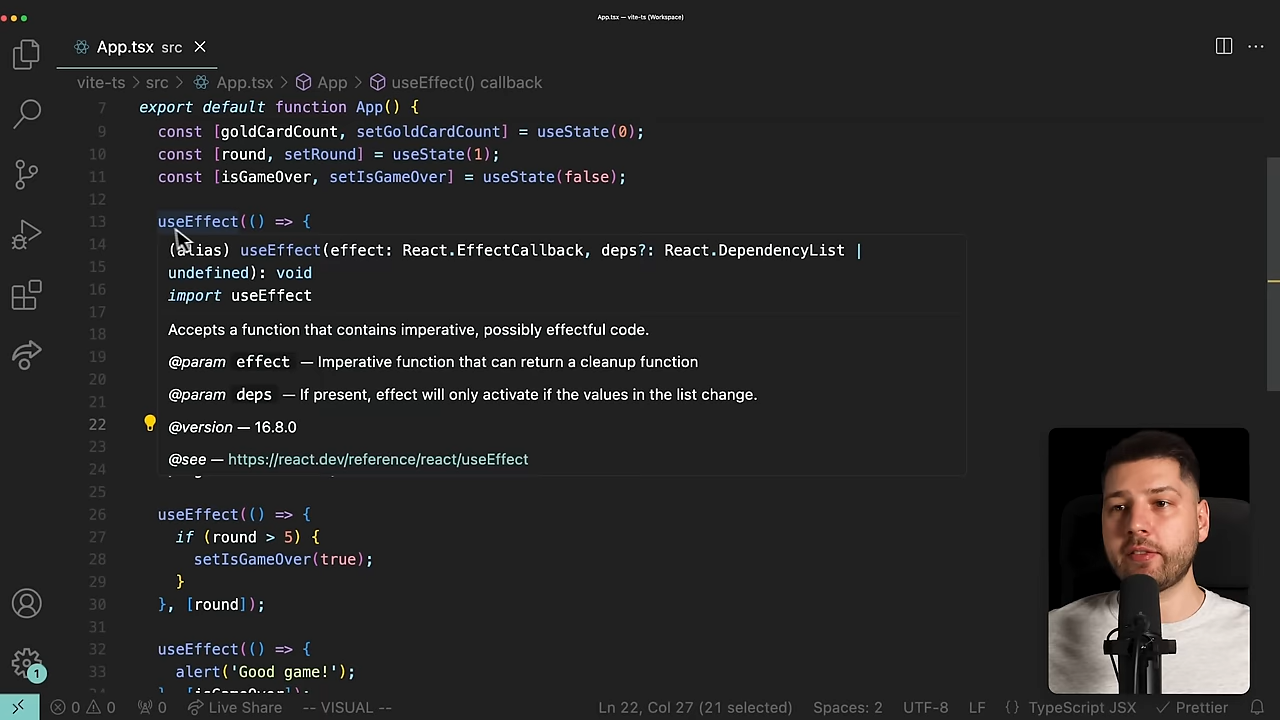 App.tsx — vite-ts (Workspace)
App.tsx src
vite-ts > src > App.tsx > App > useEffect() callback
7 export default function App() {
9 const [goldCardCount, setGoldCardCount] = useState(0);
10 const [round, setRound] = useState(1);
11 const [isGameOver, setIsGameOver] = useState(false);
12
13 useEffect(() => {
14 (alias) useEffect(effect: React.EffectCallback, deps?: React.DependencyList |
15 undefined): void
16 import useEffect
17
18 Accepts a function that contains imperative, possibly effectful code.
19 @param effect — Imperative function that can return a cleanup function
20
21 @param deps — If present, effect will only activate if the values in the list change.
22 @version — 16.8.0
23
24 @see — https://react.dev/reference/react/useEffect
25
26 useEffect(() => {
27 if (round > 5) {
28 setIsGameOver(true);
29 }
30 }, [round]);
31
32 useEffect(() => {
33 alert('Good game!');
34 }, [isGameOver]);
1
0 0 0 Live Share -- VISUAL -- Ln 22, Col 27 (21 selected) Spaces: 2 UTF-8 LF {} TypeScript JSX Prettier